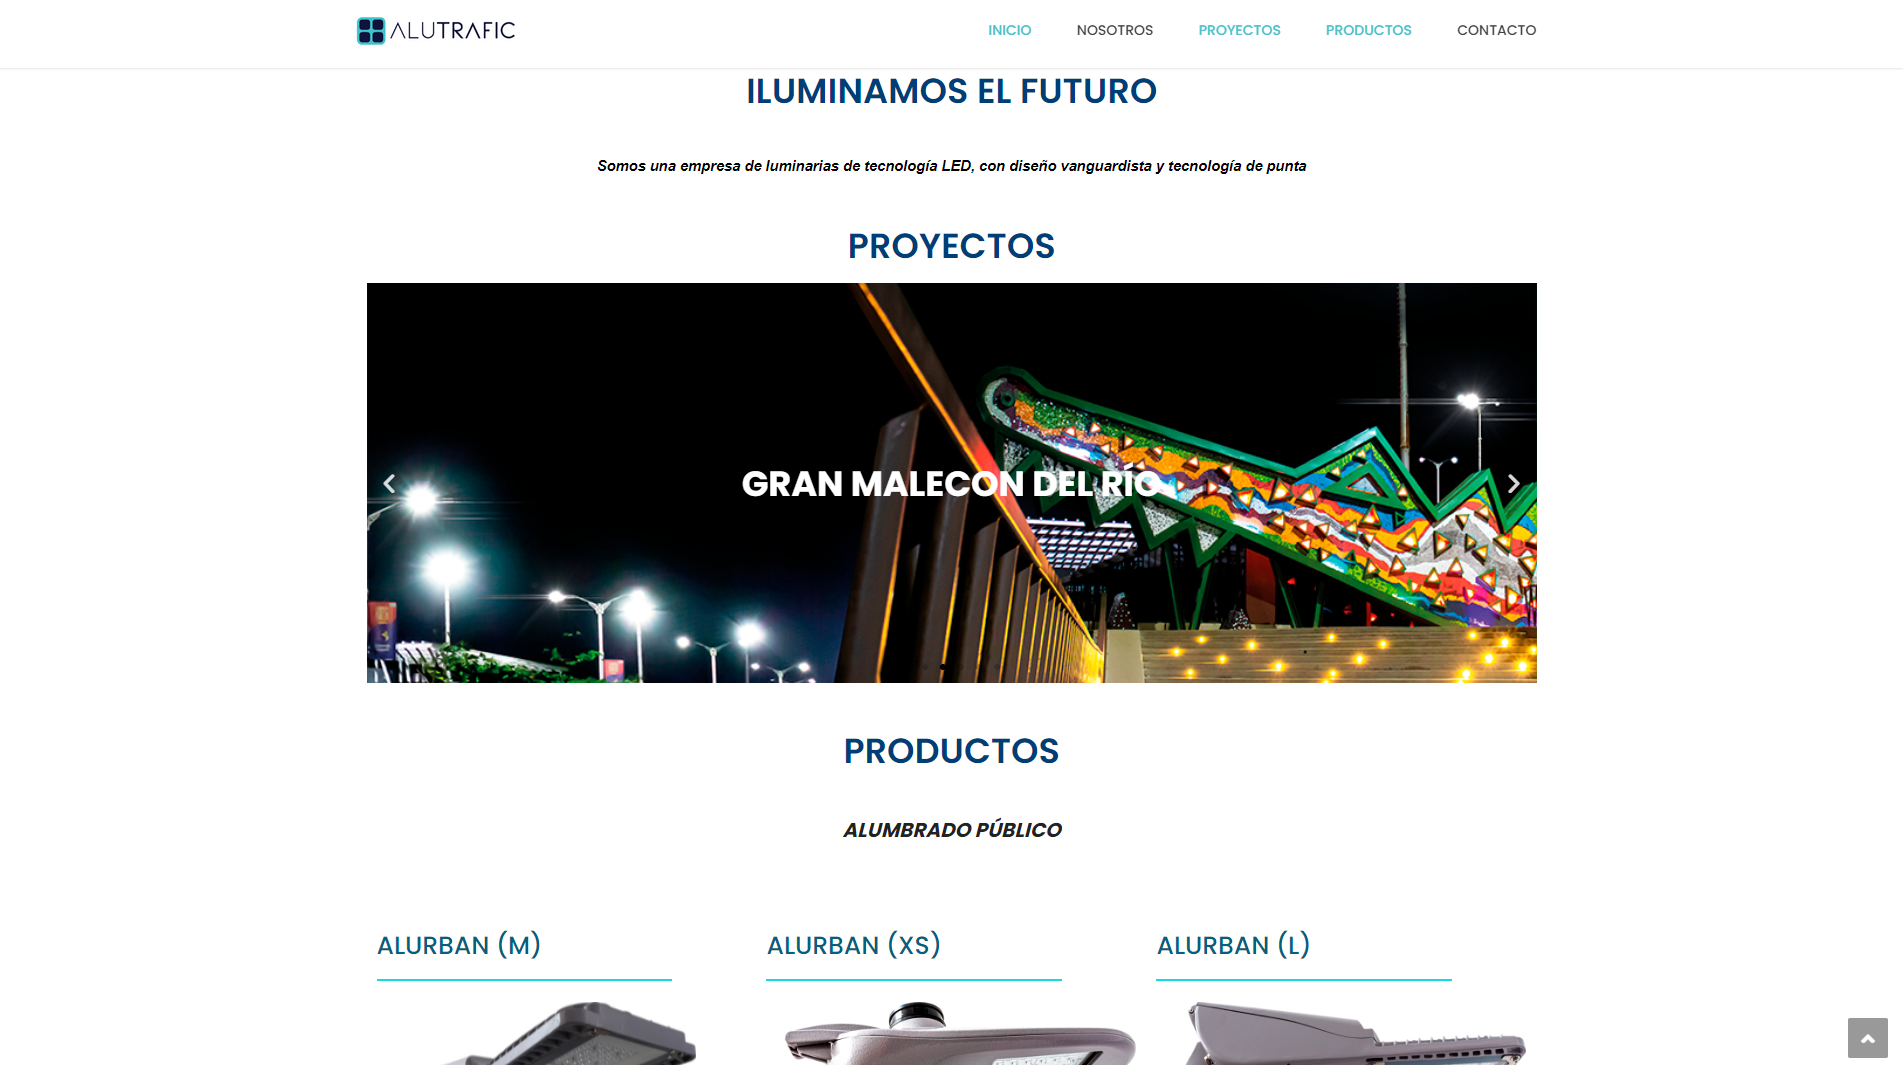 ALUTRAFIC
INICIO
NOSOTROS
PROYECTOS
PRODUCTOS
CONTACTO
ILUMINAMOS EL FUTURO
Somos una empresa de luminarias de tecnología LED, con diseño vanguardista y tecnología de punta
PROYECTOS
GRAN MALECON DEL RÍO
PRODUCTOS
ALUMBRADO PÚBLICO
ALURBAN (M)
ALURBAN (XS)
ALURBAN (L)